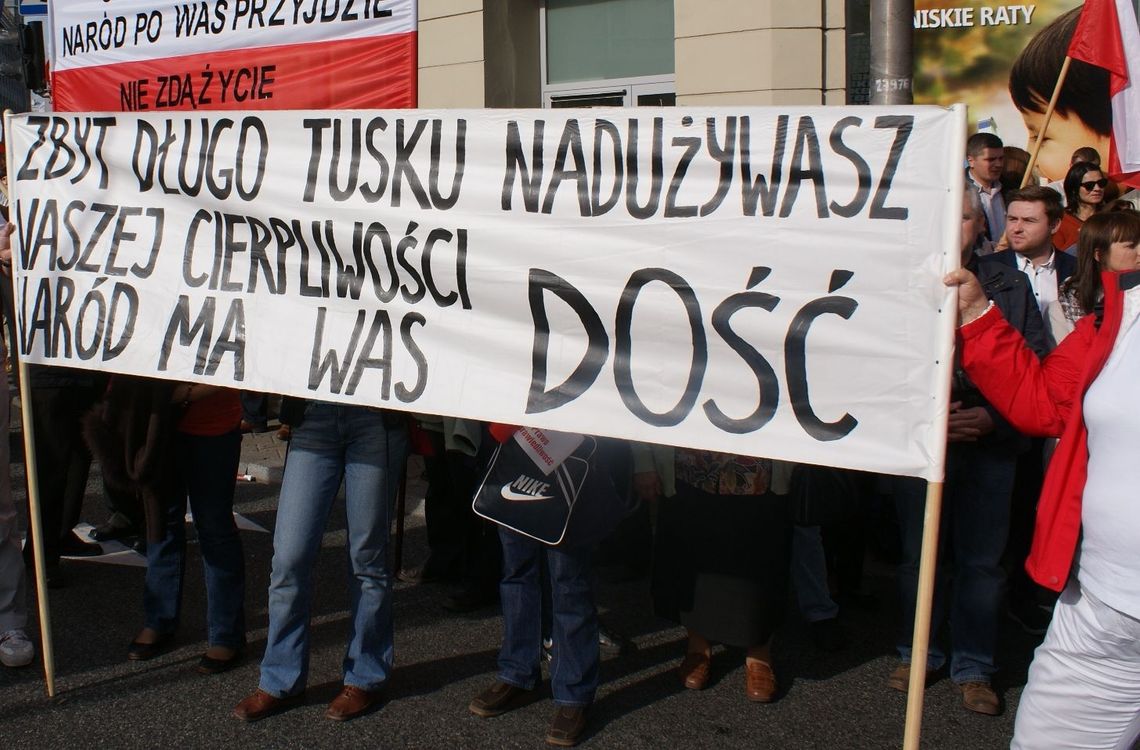 NARÓD PO WAS PRZYJDZIE
NIE ZDĄŻYCIE
NISKIE RATY
23976
ZBYT DŁUGO TUSKU NADUŻYWASZ
NASZEJ CIERPLIWOŚCI
NARÓD MA WAS DOŚĆ
NIKE